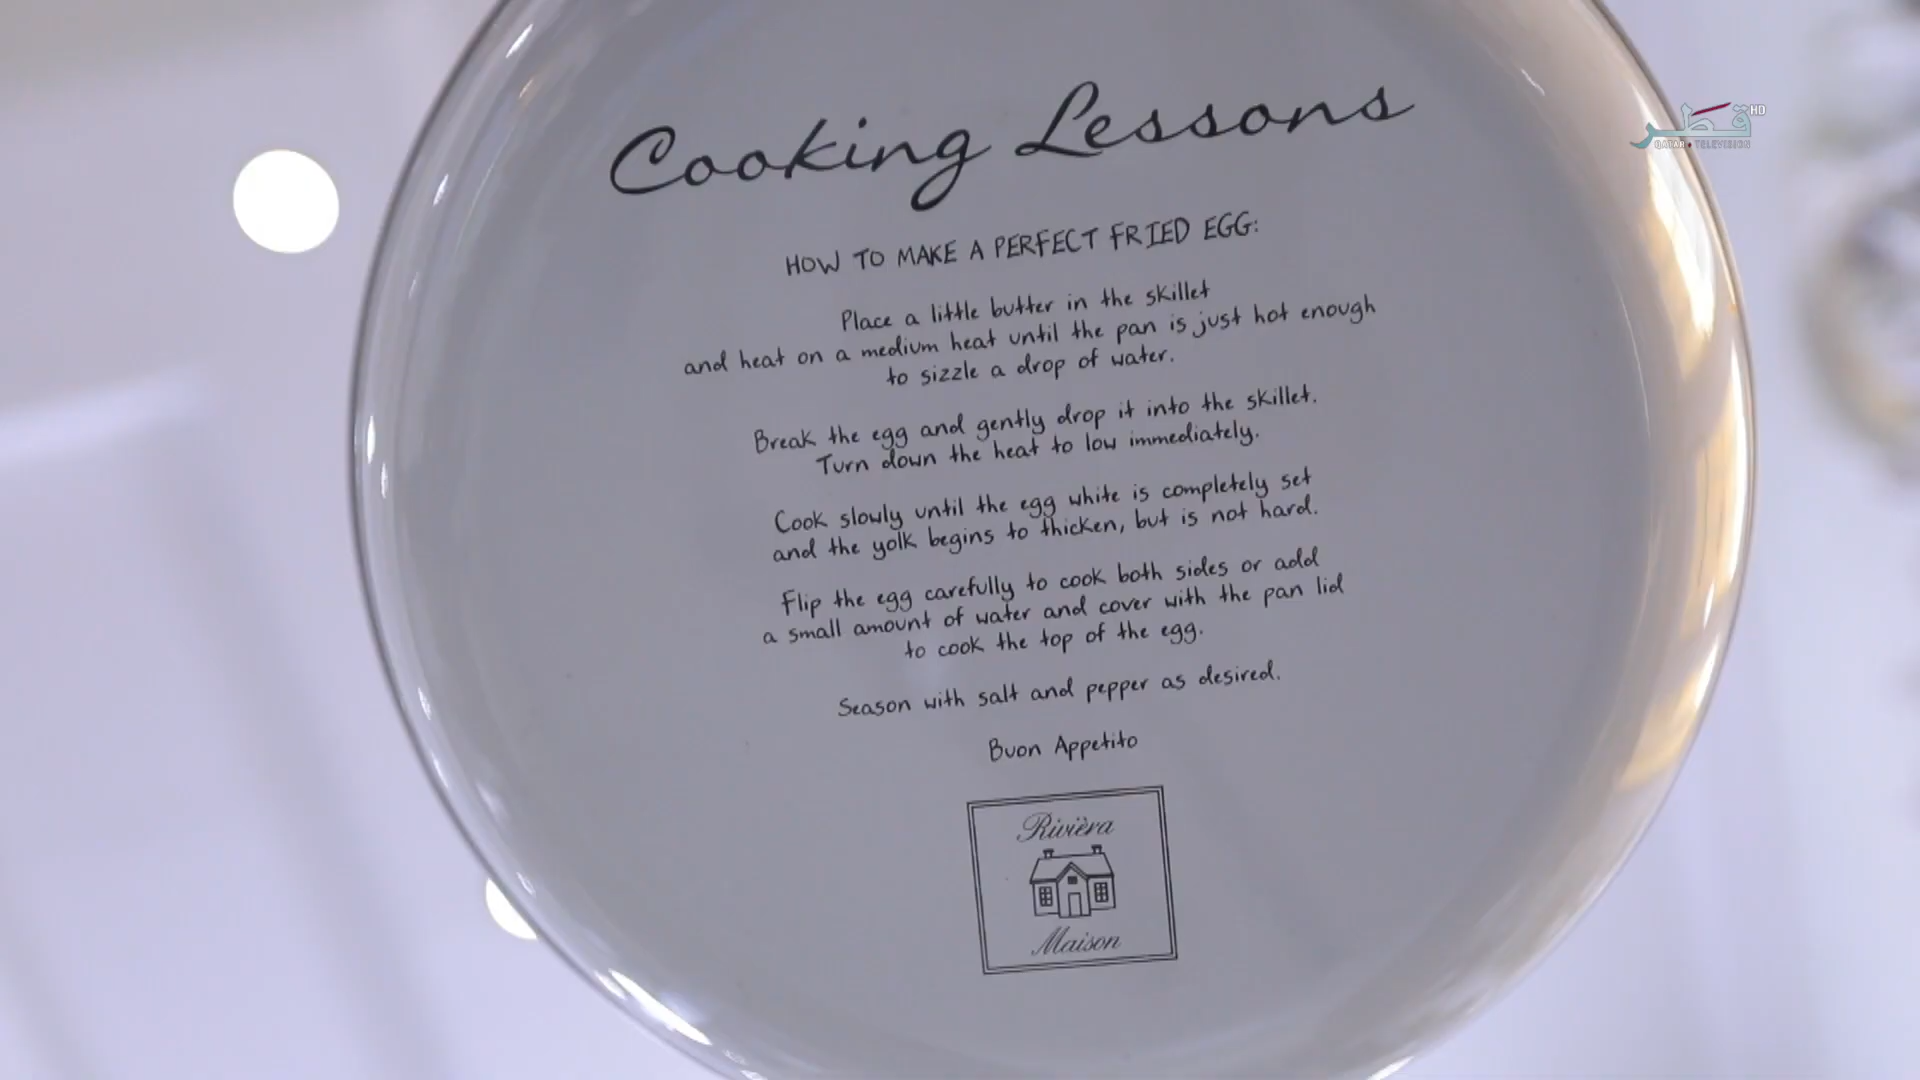 Cooking Lessons
HOW TO MAKE A PERFECT FRIED EGG:
Place a little butter in the skillet
and heat on a medium heat until the pan is just hot enough
to sizzle a drop of water.
Break the egg and gently drop it into the skillet.
Turn down the heat to low immediately.
Cook slowly until the egg white is completely set
and the yolk begins to thicken, but is not hard.
Flip the egg carefully to cook both sides or add
a small amount of water and cover with the pan lid
to cook the top of the egg.
Season with salt and pepper as desired.
Buon Appetito
Rivièra
Maison
قطر HD
QATAR TELEVISION